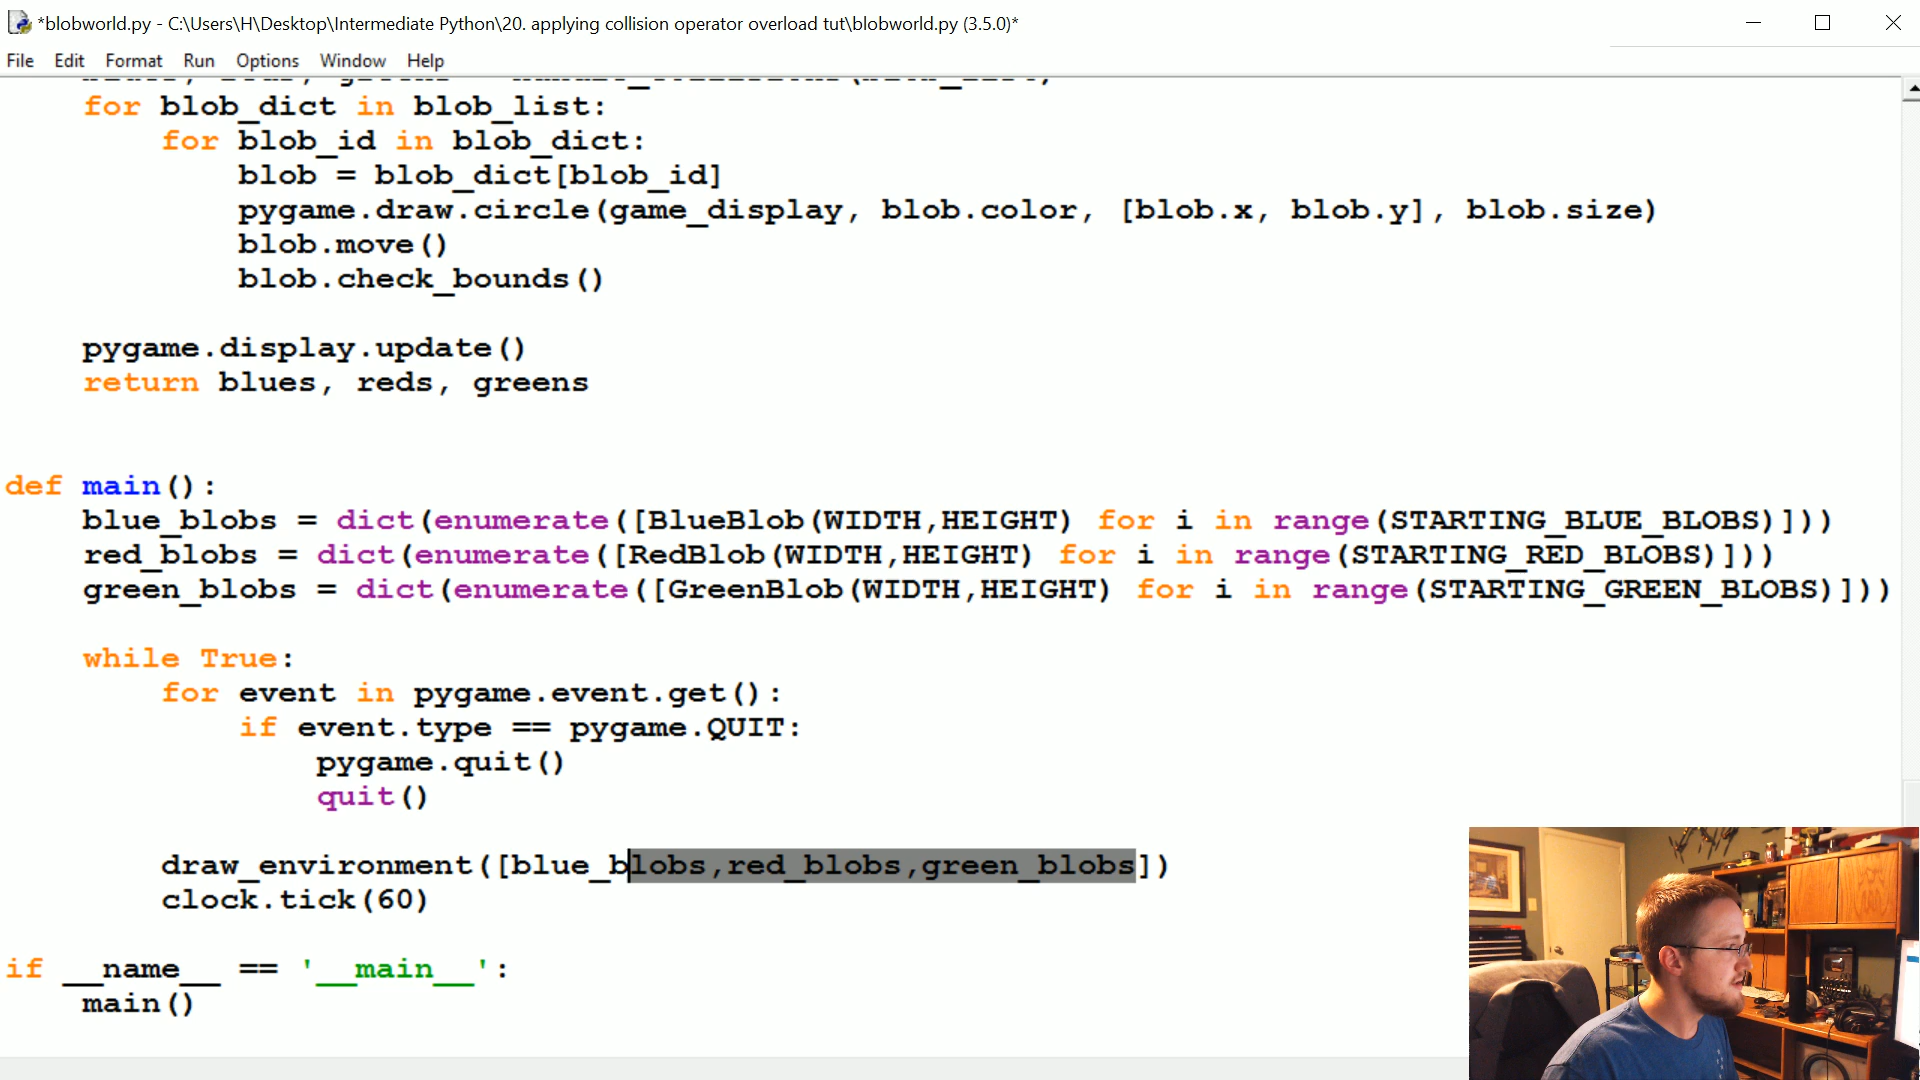 *blobworld.py - C:\Users\H\Desktop\Intermediate Python\20. applying collision operator overload tut\blobworld.py (3.5.0)*
File Edit Format Run Options Window Help
for blob_dict in blob_list:
for blob_id in blob_dict:
blob = blob_dict[blob_id]
pygame.draw.circle(game_display, blob.color, [blob.x, blob.y], blob.size)
blob.move()
blob.check_bounds()
pygame.display.update()
return blues, reds, greens
def main():
blue_blobs = dict(enumerate([BlueBlob(WIDTH,HEIGHT) for i in range(STARTING_BLUE_BLOBS)]))
red_blobs = dict(enumerate([RedBlob(WIDTH,HEIGHT) for i in range(STARTING_RED_BLOBS)]))
green_blobs = dict(enumerate([GreenBlob(WIDTH,HEIGHT) for i in range(STARTING_GREEN_BLOBS)]))
while True:
for event in pygame.event.get():
if event.type == pygame.QUIT:
pygame.quit()
quit()
draw_environment([blue_blobs,red_blobs,green_blobs])
clock.tick(60)
if __name__ == '__main__':
main()